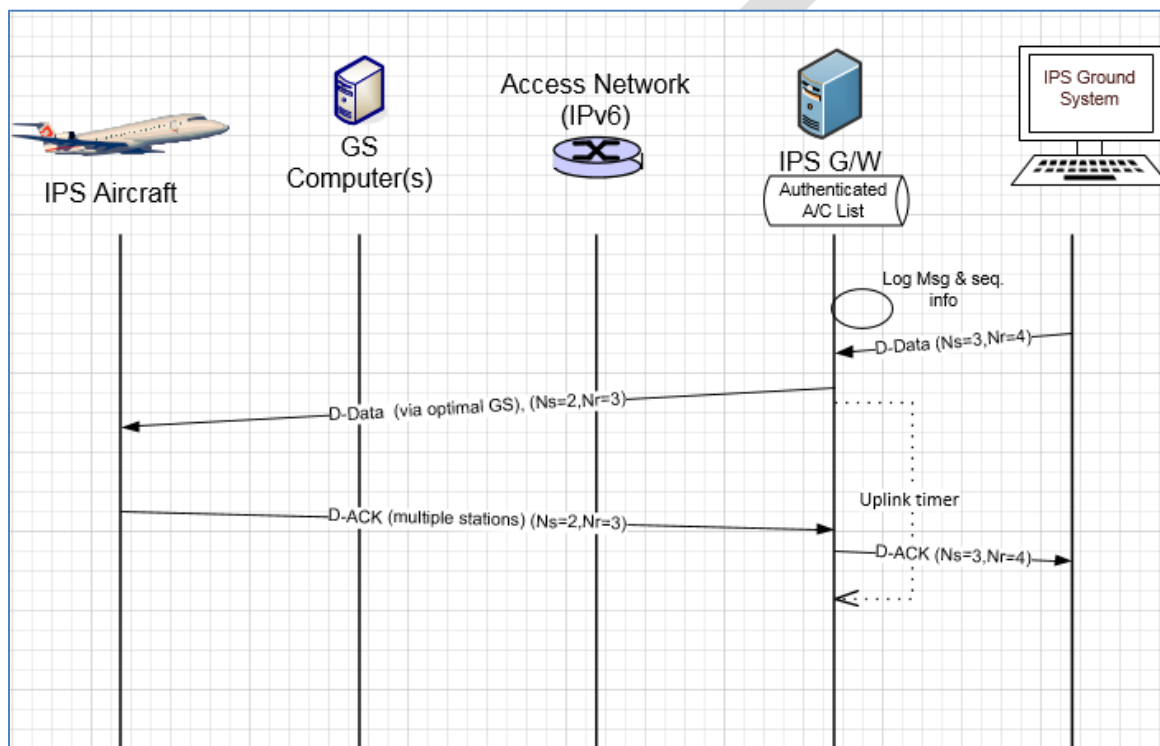 IPS Aircraft
GS
Computer(s)
Access Network
(IPv6)
IPS G/W
Authenticated
A/C List
IPS Ground
System
Log Msg & seq.
info
D-Data (Ns=3,Nr=4)
D-Data (via optimal GS), (Ns=2,Nr=3)
Uplink timer
D-ACK (multiple stations) (Ns=2,Nr=3)
D-ACK (Ns=3,Nr=4)